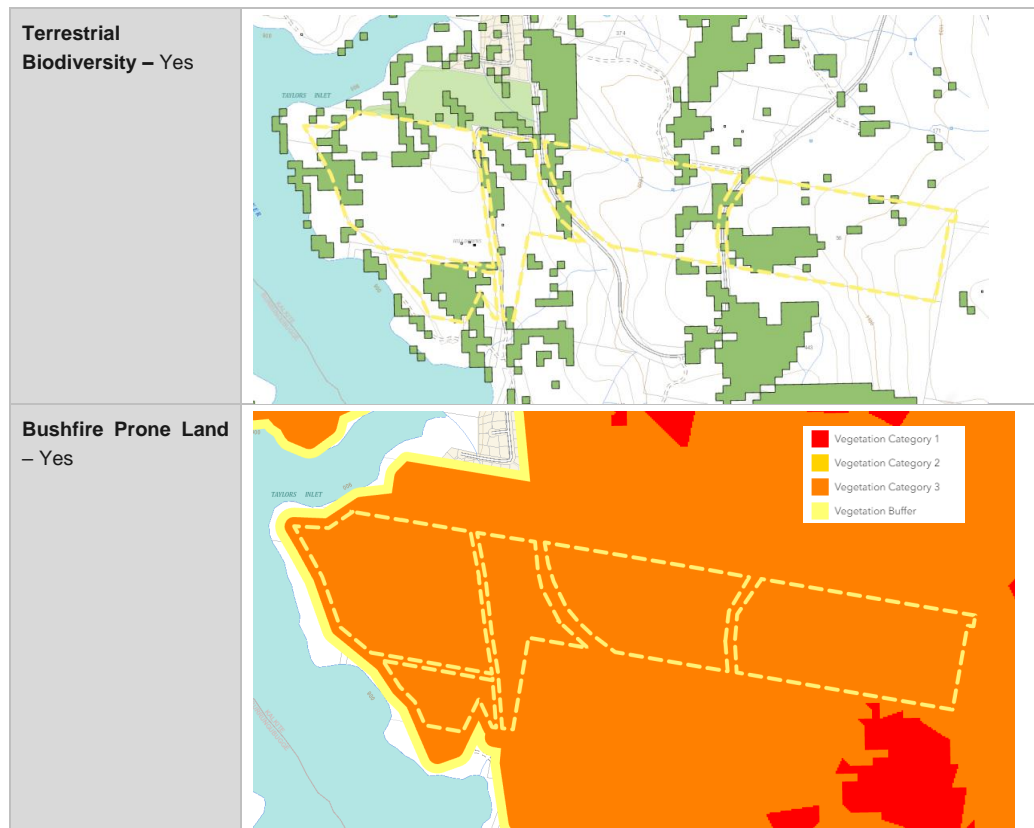 Terrestrial
Biodiversity – Yes
TAYLORS INLET
Bushfire Prone Land
– Yes
Vegetation Category 1
Vegetation Category 2
Vegetation Category 3
Vegetation Buffer
TAYLORS INLET